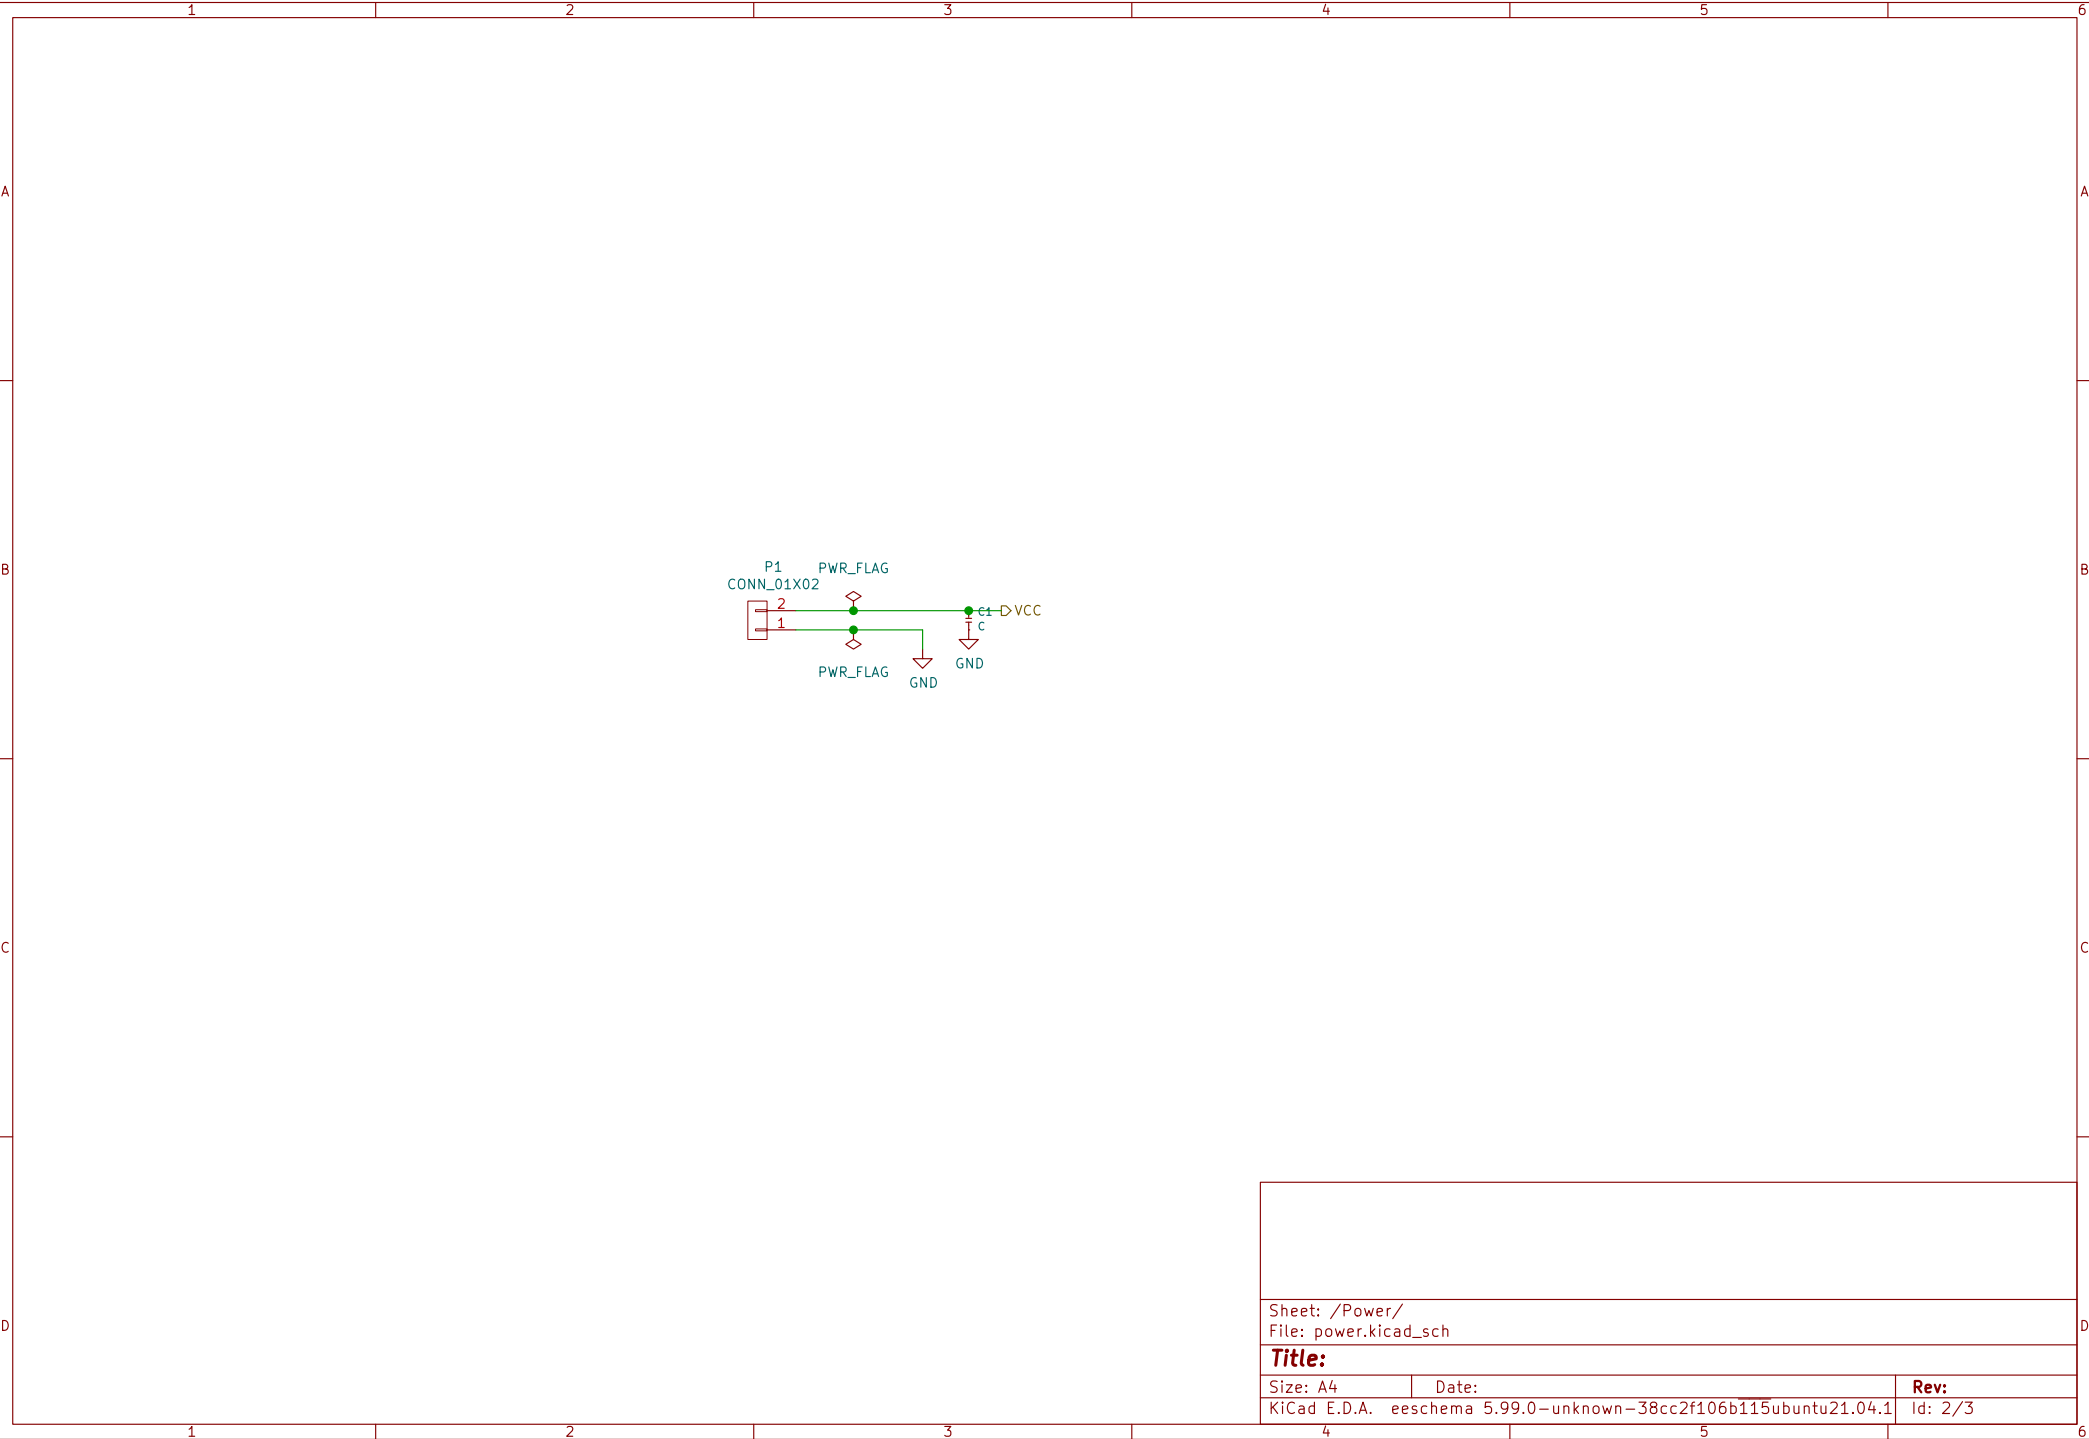 1 2 3 4 5 6
A A
B B
P1 PWR_FLAG
CONN_01X02
2 C1 VCC
1 C
GND
PWR_FLAG
GND
C C
Sheet: /Power/
D D
File: power.kicad_sch
Title:
Size: A4 Date: Rev:
KiCad E.D.A. eeschema 5.99.0-unknown-38cc2f106b115ubuntu21.04.1 Id: 2/3
1 2 3 4 5 6